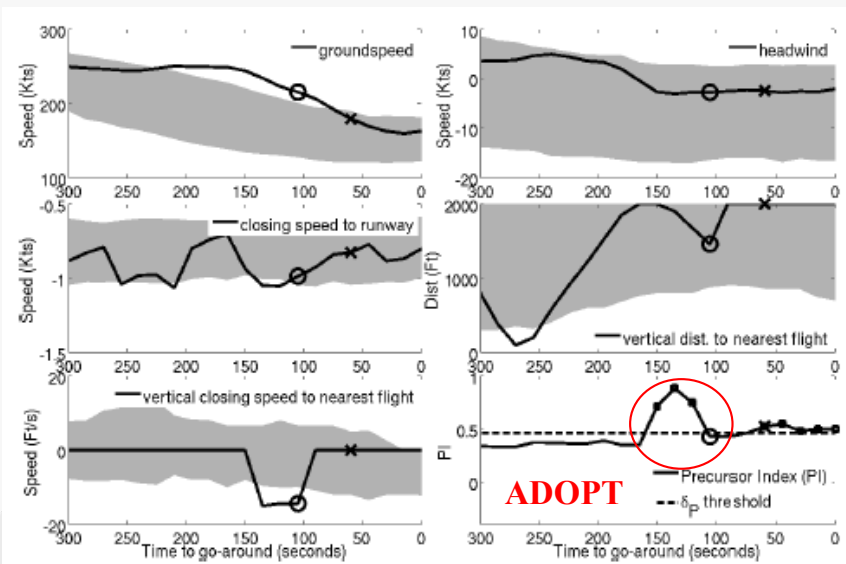 300
groundspeed
Speed (Kts)
200
100
300 250 200 150 100 50 0
10
headwind
Speed (Kts)
0
-10
-20
300 250 200 150 100 50 0
-0.5
closing speed to runway
Speed (Kts)
-1
-1.5
300 250 200 150 100 50 0
2000
Dist (Ft)
1000
vertical dist. to nearest flight
0
300 250 200 150 100 50 0
20
vertical closing speed to nearest flight
Speed (Ft/s)
0
-20
300 250 200 150 100 50 0
Time to go-around (seconds)
1
0.5
PI
0
Precursor Index (PI) .
ADOPT
δP threshold
300 250 200 150 100 50 0
Time to go-around (seconds)